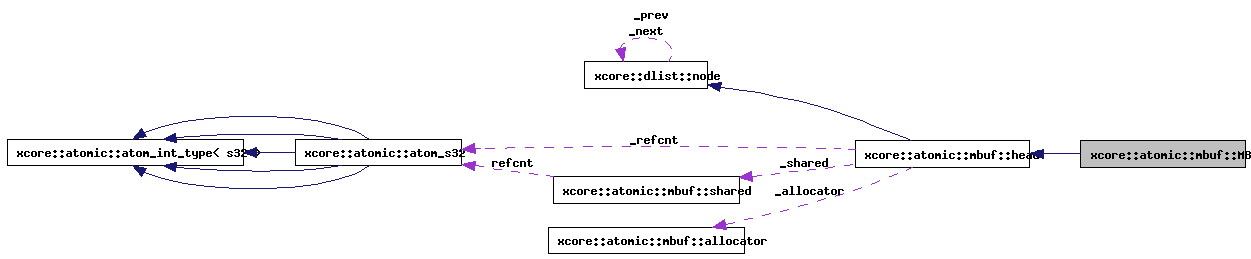 _prev
_next
xcore::dlist::node
_refcnt
xcore::atomic::atom_int_type< s32 >
xcore::atomic::atom_s32
xcore::atomic::mbuf::head
xcore::atomic::mbuf::MB
refcnt
_shared
xcore::atomic::mbuf::shared
_allocator
xcore::atomic::mbuf::allocator